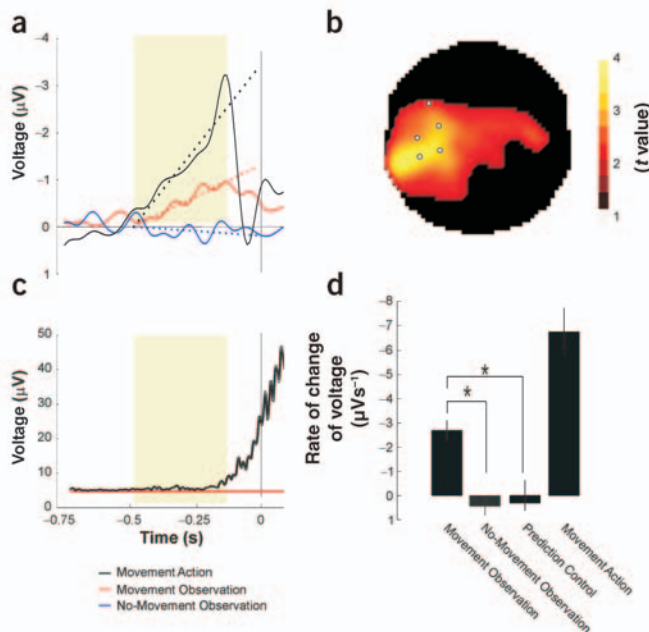 a
–4
–3
–2
–1
0
1
Voltage (µV)
b
4
3
2
1
(t value)
c
50
40
30
20
10
0
Voltage (µV)
–0.75
–0.5
–0.25
0
Time (s)
Movement Action
Movement Observation
No-Movement Observation
d
–8
–7
–6
–5
–4
–3
–2
–1
0
1
Rate of change
of voltage
(µVs⁻¹)
*
*
Movement Observation
No-Movement Observation
Prediction Control
Movement Action